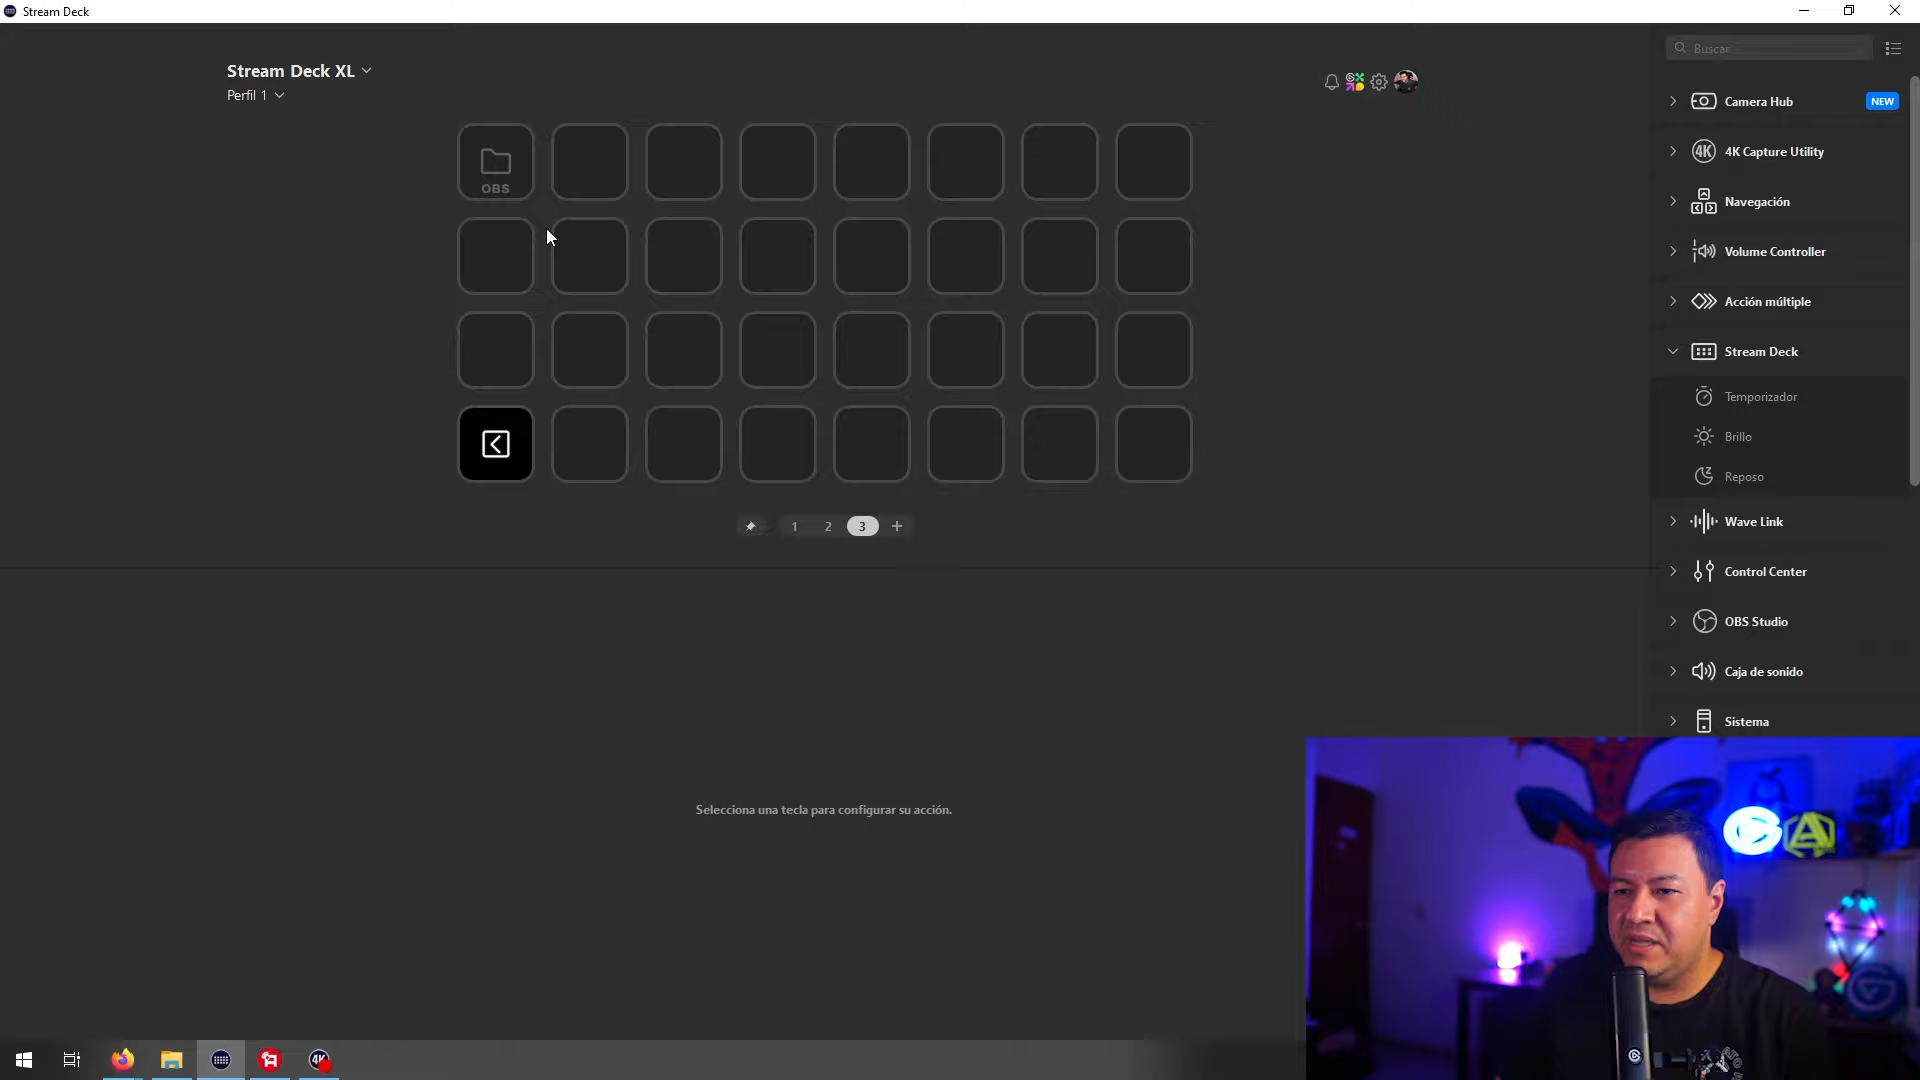 Stream Deck
Stream Deck XL
Perfil 1
OBS
1 2 3 +
Selecciona una tecla para configurar su acción.
Buscar
Camera Hub NEW
4K 4K Capture Utility
Navegación
Volume Controller
Acción múltiple
Stream Deck
Temporizador
Brillo
Reposo
Wave Link
Control Center
OBS Studio
Caja de sonido
Sistema
4K